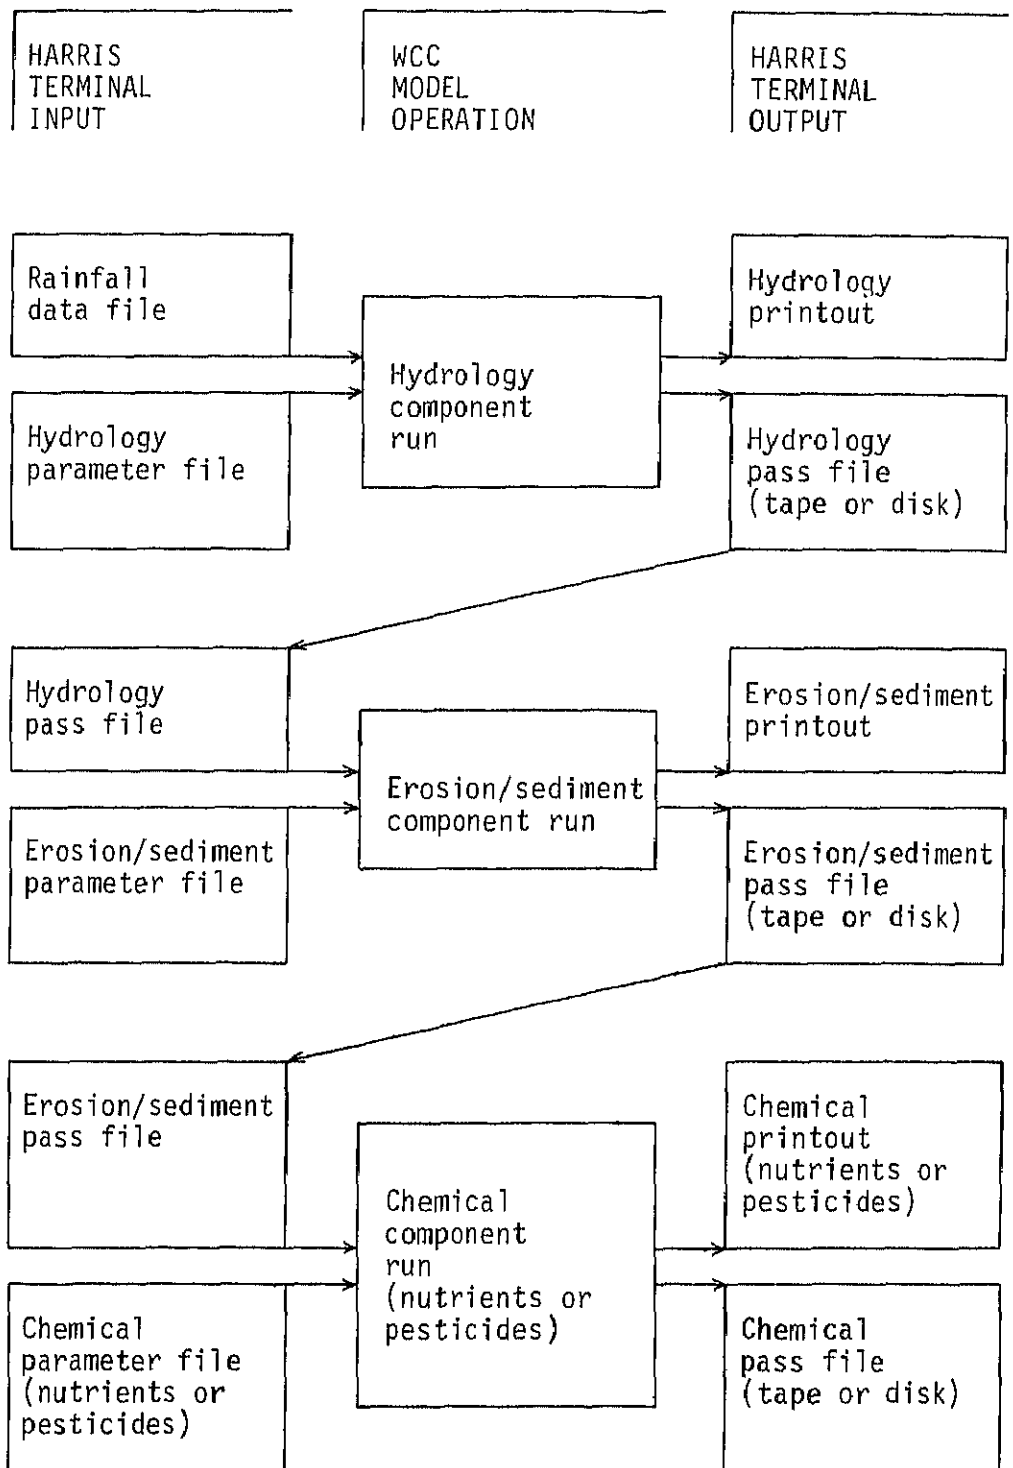 HARRIS
TERMINAL
INPUT
WCC
MODEL
OPERATION
HARRIS
TERMINAL
OUTPUT
Rainfall
data file
Hydrology
parameter file
Hydrology
component
run
Hydrology
printout
Hydrology
pass file
(tape or disk)
Hydrology
pass file
Erosion/sediment
parameter file
Erosion/sediment
component run
Erosion/sediment
printout
Erosion/sediment
pass file
(tape or disk)
Erosion/sediment
pass file
Chemical
parameter file
(nutrients or
pesticides)
Chemical
component
run
(nutrients or
pesticides)
Chemical
printout
(nutrients or
pesticides)
Chemical
pass file
(tape or disk)